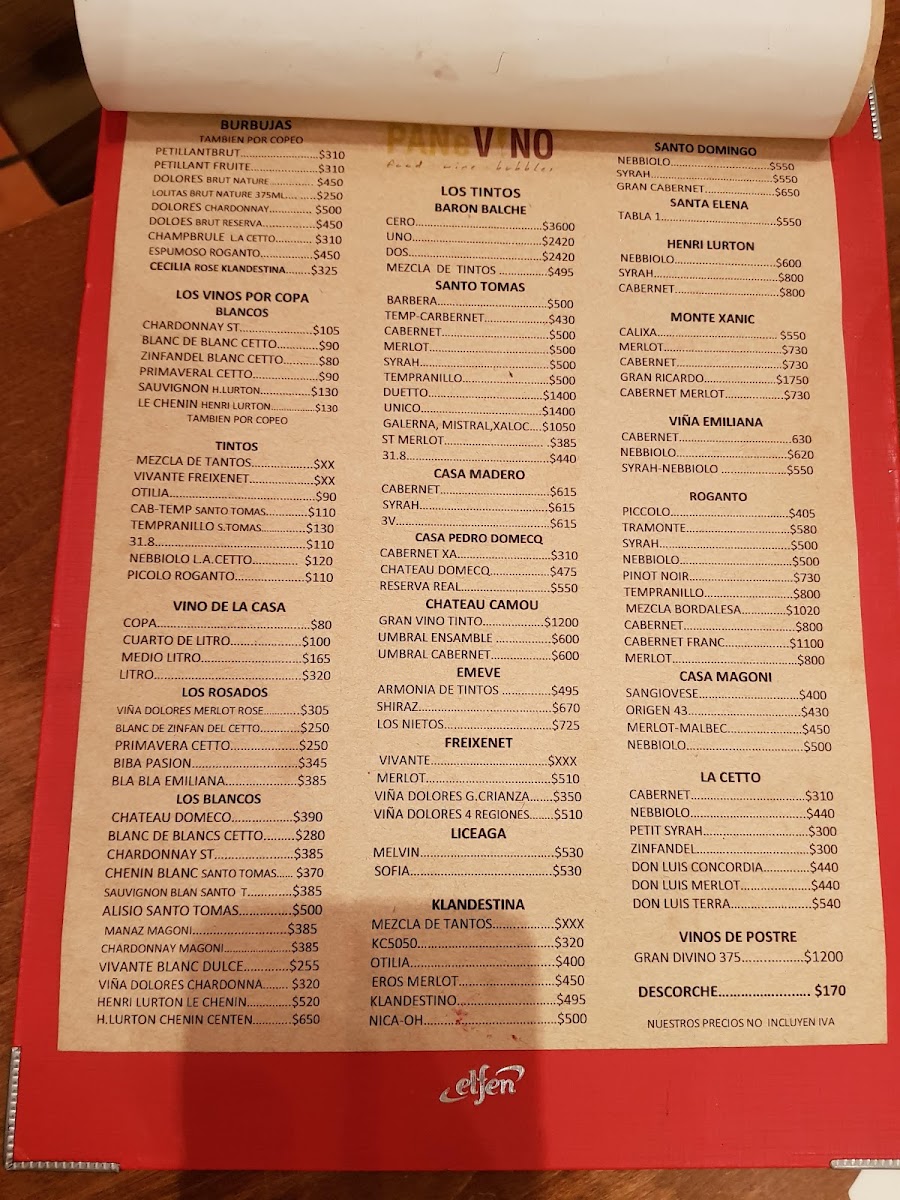 BURBUJAS
TAMBIEN POR COPEO
PETILLANTBRUT....................$310
PETILLANT FRUITE....................$310
DOLORES BRUT NATURE............. $450
LOLITAS BRUT NATURE 375ML.........$250
DOLORES CHARDONNAY............. $500
DOLOES BRUT RESERVA...............$450
CHAMPBRULE L.A CETTO........... $310
ESPUMOSO ROGANTO...............$450
CECILIA ROSE KLANDESTINA.......$325
LOS VINOS POR COPA
BLANCOS
CHARDONNAY ST......................$105
BLANC DE BLANC CETTO..........$90
ZINFANDEL BLANC CETTO........$80
PRIMAVERAL CETTO................$90
SAUVIGNON H.LURTON..............$130
LE CHENIN HENRI LURTON..............$130
TAMBIEN POR COPEO
TINTOS
MEZCLA DE TANTOS................$XX
VIVANTE FREIXENET................$XX
OTILIA.....................................$90
CAB-TEMP SANTO TOMAS...........$110
TEMPRANILLO S.TOMAS............$130
31.8.......................................$110
NEBBIOLO L.A.CETTO............ $120
PICOLO ROGANTO..................$110
VINO DE LA CASA
COPA.......................................$80
CUARTO DE LITRO..................$100
MEDIO LITRO.........................$165
LITRO.....................................$320
LOS ROSADOS
VIÑA DOLORES MERLOT ROSE.........$305
BLANC DE ZINFAN DEL CETTO..........$250
PRIMAVERA CETTO.................$250
BIBA PASION...........................$345
BLA BLA EMILIANA..................$385
LOS BLANCOS
CHATEAU DOMECO...............$390
BLANC DE BLANCS CETTO........$280
CHARDONNAY ST...................$385
CHENIN BLANC SANTO TOMAS...... $370
SAUVIGNON BLAN SANTO T..........$385
ALISIO SANTO TOMAS.............$500
MANAZ MAGONI.....................$385
CHARDONNAY MAGONI................$385
VIVANTE BLANC DULCE...........$255
VIÑA DOLORES CHARDONNA....... $320
HENRI LURTON LE CHENIN..........$520
H.LURTON CHENIN CENTEN..........$650
PANeVINO
food wine bubbles
LOS TINTOS
BARON BALCHE
CERO.....................................$3600
UNO......................................$2420
DOS.......................................$2420
MEZCLA DE TINTOS .............$495
SANTO TOMAS
BARBERA...............................$500
TEMP-CARBERNET................$430
CABERNET.............................$500
MERLOT................................$500
SYRAH...................................$500
TEMPRANILLO.......................$500
DUETTO................................$1400
UNICO..................................$1400
GALERNA, MISTRAL,XALOC....$1050
ST MERLOT...........................$385
31.8......................................$440
CASA MADERO
CABERNET............................$615
SYRAH..................................$615
3V........................................$615
CASA PEDRO DOMECQ
CABERNET XA........................$310
CHATEAU DOMECQ................$475
RESERVA REAL.......................$550
CHATEAU CAMOU
GRAN VINO TINTO................$1200
UMBRAL ENSAMBLE ...............$600
UMBRAL CABERNET................$600
EMEVE
ARMONIA DE TINTOS .............$495
SHIRAZ..................................$670
LOS NIETOS...........................$725
FREIXENET
VIVANTE................................$XXX
MERLOT................................$510
VIÑA DOLORES G.CRIANZA.......$350
VIÑA DOLORES 4 REGIONES.......$510
LICEAGA
MELVIN.................................$530
SOFIA....................................$530
KLANDESTINA
MEZCLA DE TANTOS................$XXX
KC5050..................................$320
OTILIA....................................$400
EROS MERLOT........................$450
KLANDESTINO.........................$495
NICA-OH.................................$500
SANTO DOMINGO
NEBBIOLO.............................$550
SYRAH...................................$550
GRAN CABERNET....................$650
SANTA ELENA
TABLA 1.................................$550
HENRI LURTON
NEBBIOLO.............................$600
SYRAH...................................$800
CABERNET.............................$800
MONTE XANIC
CALIXA.................................. $550
MERLOT................................$730
CABERNET.............................$730
GRAN RICARDO.....................$1750
CABERNET MERLOT.................$730
VIÑA EMILIANA
CABERNET..............................630
NEBBIOLO.............................$620
SYRAH-NEBBIOLO ..................$550
ROGANTO
PICCOLO...............................$405
TRAMONTE............................$580
SYRAH...................................$500
NEBBIOLO.............................$500
PINOT NOIR..........................$730
TEMPRANILLO.......................$800
MEZCLA BORDALESA.............$1020
CABERNET.............................$800
CABERNET FRANC..................$1100
MERLOT................................$800
CASA MAGONI
SANGIOVESE..........................$400
ORIGEN 43.............................$430
MERLOT-MALBEC...................$450
NEBBIOLO.............................$500
LA CETTO
CABERNET.............................$310
NEBBIOLO.............................$440
PETIT SYRAH..........................$300
ZINFANDEL............................$300
DON LUIS CONCORDIA............$440
DON LUIS MERLOT..................$440
DON LUIS TERRA.....................$540
VINOS DE POSTRE
GRAN DIVINO 375................$1200
DESCORCHE....................... $170
NUESTROS PRECIOS NO INCLUYEN IVA
elfen